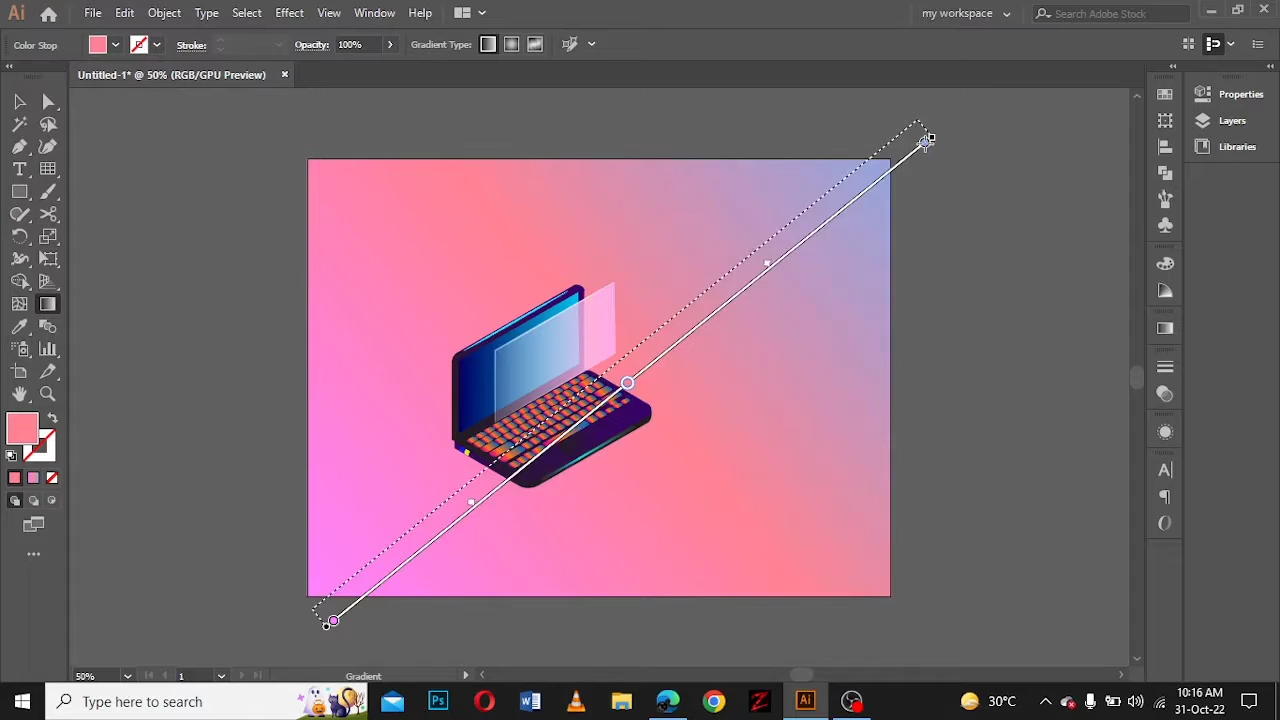 Ai File Edit Object Type Select Effect View Window Help my workspace Search Adobe Stock
Color Stop Stroke: Opacity: 100% Gradient Type:
Untitled-1* @ 50% (RGB/GPU Preview)
Properties
Layers
Libraries
50% 1 Gradient
Type here to search Ps W Z Ai 30°C 10:16 AM
31-Oct-22